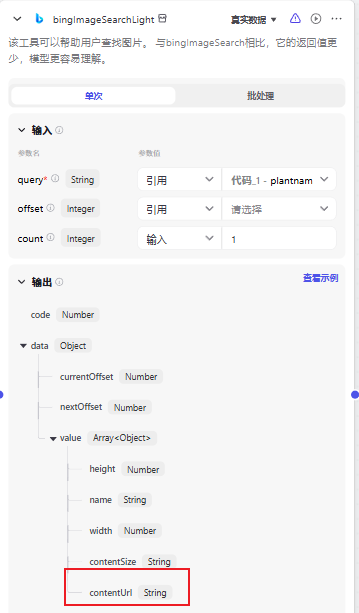 bingImageSearchLight 真实数据
该工具可以帮助用户查找图片。 与bingImageSearch相比，它的返回值更
少，模型更容易理解。
单次 批处理
输入
参数名 参数值
query* String 引用 代码_1 - plantnam
offset Integer 引用 请选择
count Integer 输入 1
输出 查看示例
code Number
data Object
currentOffset Number
nextOffset Number
value Array<Object>
height Number
name String
width Number
contentSize String
contentUrl String